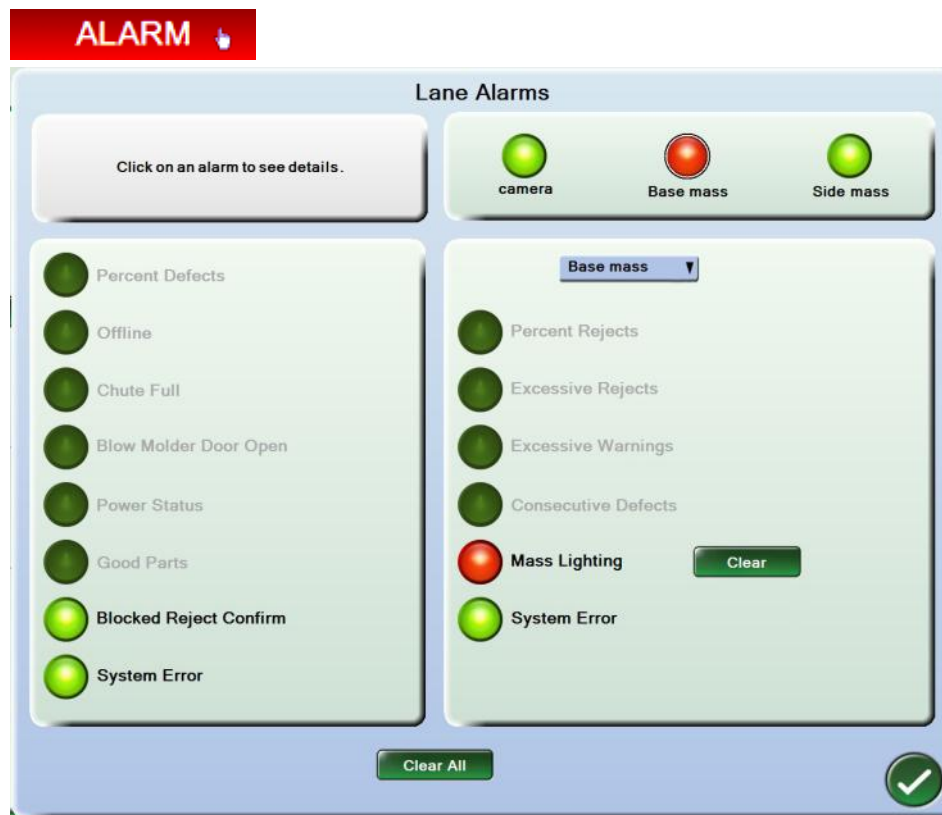 ALARM
Lane Alarms
Click on an alarm to see details.
camera
Base mass
Side mass
Percent Defects
Offline
Chute Full
Blow Molder Door Open
Power Status
Good Parts
Blocked Reject Confirm
System Error
Base mass
Percent Rejects
Excessive Rejects
Excessive Warnings
Consecutive Defects
Mass Lighting
Clear
System Error
Clear All